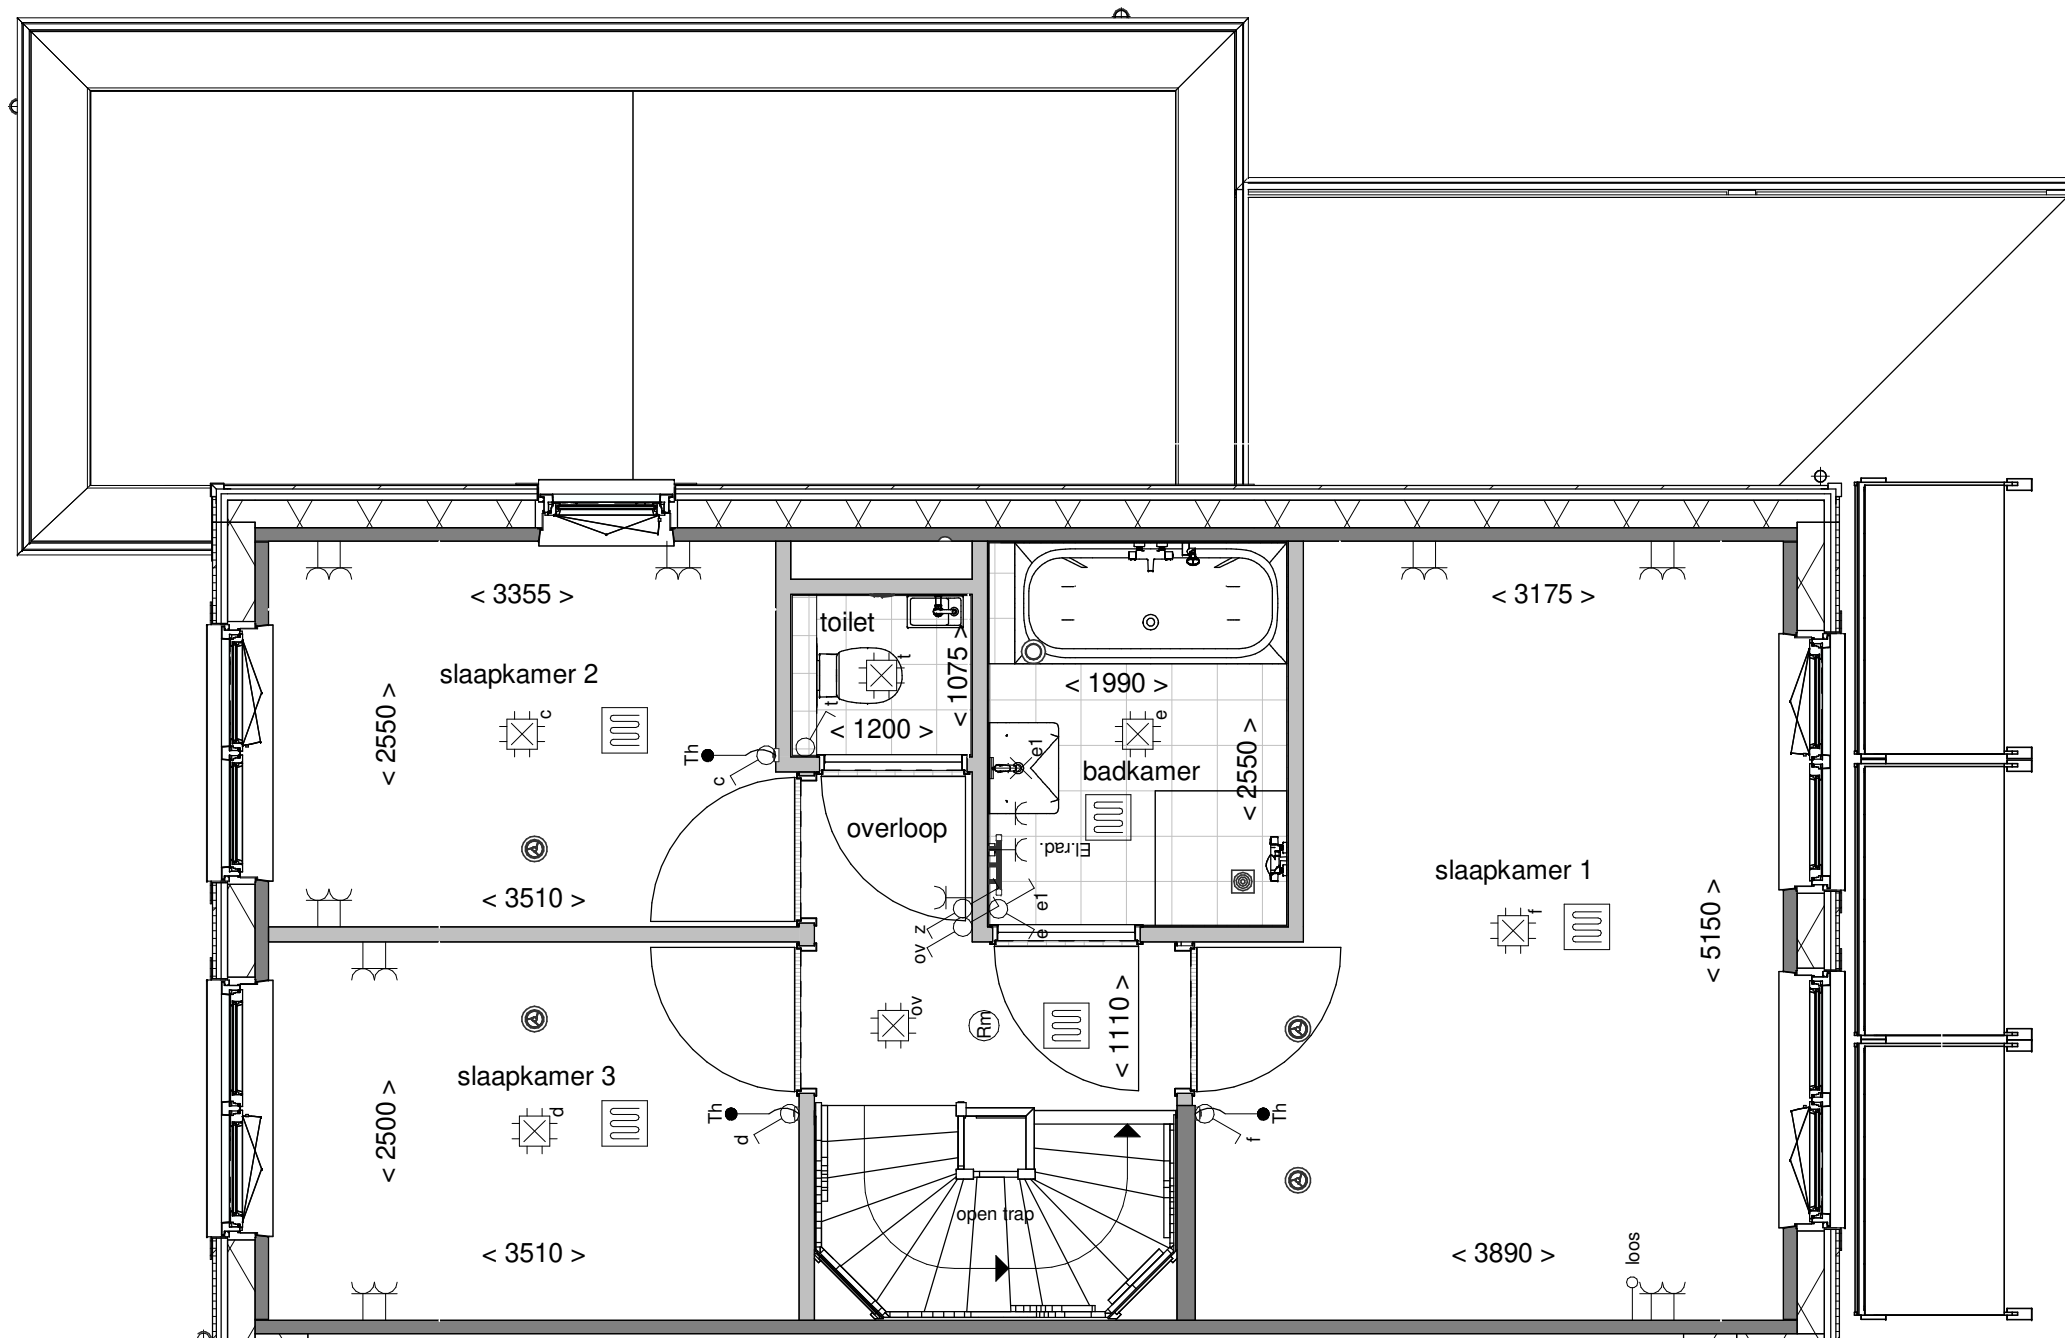 < 3355 >
< 3175 >
toilet
slaapkamer 2
t
< 1075 >
< 1990 >
< 2550 >
c
t
< 1200 >
e
e1
Th
c
badkamer
< 2550 >
overloop
El.rad.
slaapkamer 1
< 3510 >
e1
z
ov
e
f
< 5150 >
ov
Rm
< 1110 >
slaapkamer 3
d
< 2500 >
Th
d
Th
f
open trap
< 3510 >
< 3890 >
loos